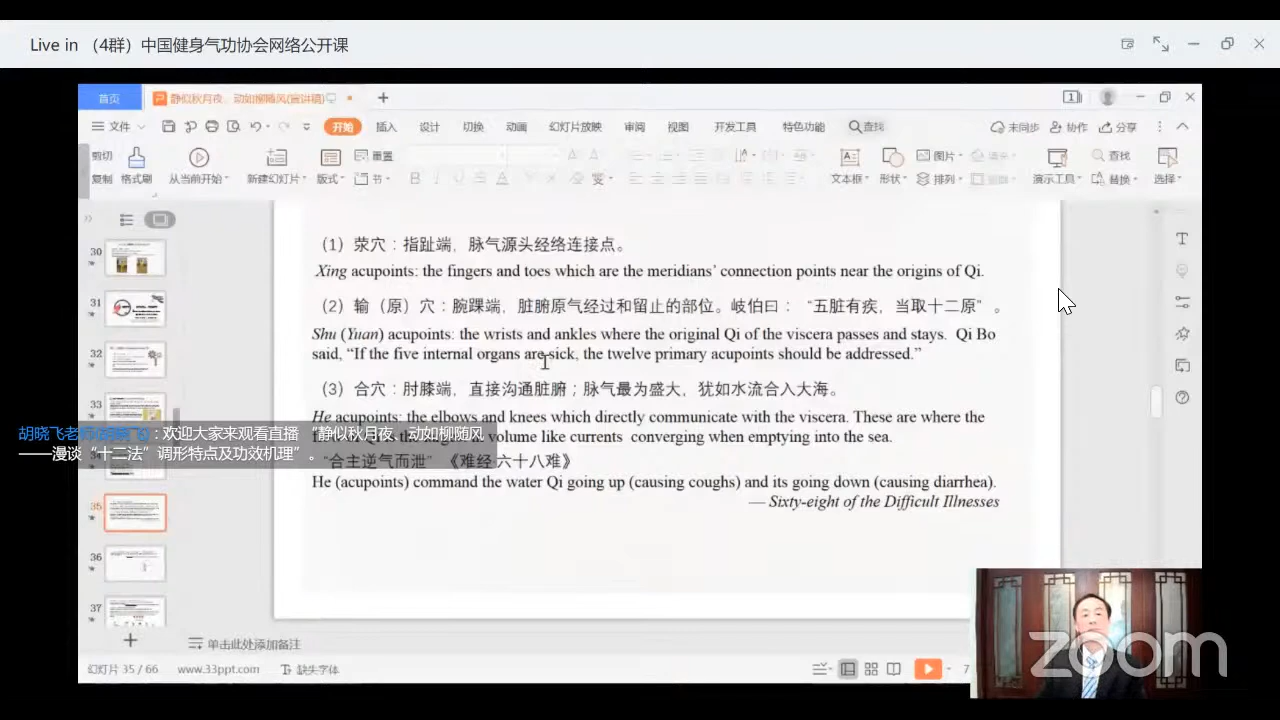 Live in （4群）中国健身气功协会网络公开课
首页
静似秋月夜、动如柳随风(宣讲稿)
文件
开始 插入 设计 切换 动画 幻灯片放映 审阅 视图 开发工具 特色功能 查找
未同步 协作 分享
剪切
复制 格式刷 从当前开始 新建幻灯片 版式 重置
文本框 形状 图片 排列 演示工具 查找 替换 选择
30
31
32
33
35
36
37
（1）荥穴：指趾端，脉气源头经络连接点。
Xing acupoints: the fingers and toes which are the meridians’ connection points near the origins of Qi.
（2）输（原）穴：腕踝端，脏腑原气经过和留止的部位。岐伯曰：“五脏有疾，当取十二原”。
Shu (Yuan) acupoints: the wrists and ankles where the original Qi of the viscera passes and stays. Qi Bo
said, “If the five internal organs are sick, the twelve primary acupoints should be addressed.”
（3）合穴：肘膝端，直接沟通脏腑；脉气最为盛大，犹如水流合入大海。
He acupoints: the elbows and knees which directly communicate with the viscera. These are where the
volume like currents converging when emptying into the sea.
“合主逆气而泄” 《难经六十八难》
He (acupoints) command the water Qi going up (causing coughs) and its going down (causing diarrhea).
— Sixty-eight of the Difficult Illnesses
胡晓飞老师 : 欢迎大家来观看直播 “静似秋月夜、动如柳随风
——漫谈“十二法”调形特点及功效机理”。
单击此处添加备注
幻灯片 35 / 66 www.33ppt.com 缺失字体
zoom